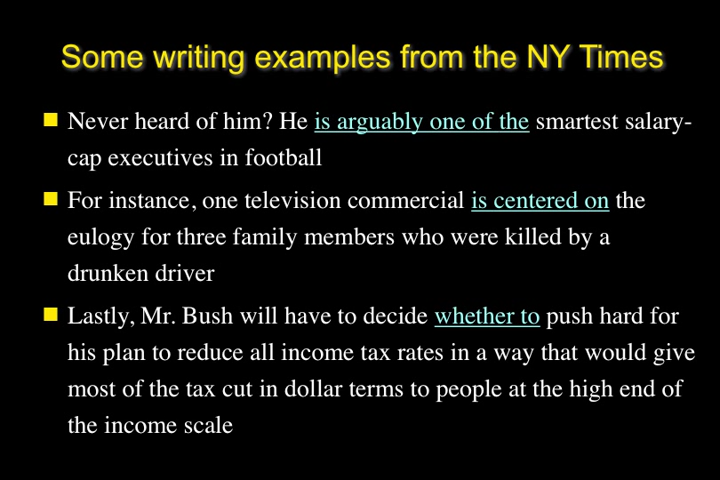 Some writing examples from the NY Times
Never heard of him? He is arguably one of the smartest salary-
cap executives in football
For instance, one television commercial is centered on the
eulogy for three family members who were killed by a
drunken driver
Lastly, Mr. Bush will have to decide whether to push hard for
his plan to reduce all income tax rates in a way that would give
most of the tax cut in dollar terms to people at the high end of
the income scale